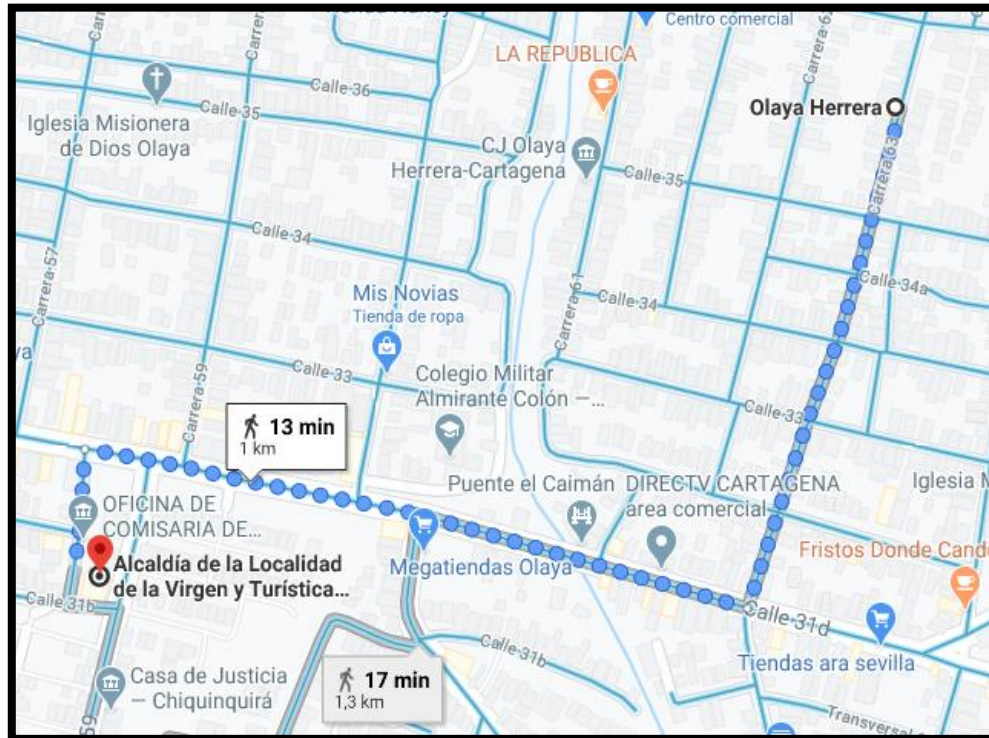 Centro comercial
LA REPUBLICA
Carrera 62
Calle 36
Olaya Herrera
Calle 35
Iglesia Misionera
de Dios Olaya
CJ Olaya
Herrera-Cartagena
Carrera 63
Calle 35
Calle 34
Carrera 57
Mis Novias
Tienda de ropa
Carrera 61
Calle 34
Calle 34a
Calle 33
Carrera 59
Colegio Militar
Almirante Colón —...
Calle 33
13 min
1 km
Puente el Caimán
DIRECTV CARTAGENA
area comercial
Iglesia M
OFICINA DE
COMISARIA DE...
Megatiendas Olaya
Fristos Donde Cand
Alcaldía de la Localidad
de la Virgen y Turística...
Calle 31b
Calle 31d
Calle 31b
Tiendas ara sevilla
Casa de Justicia
– Chiquinquirá
17 min
1,3 km
Transversal
59